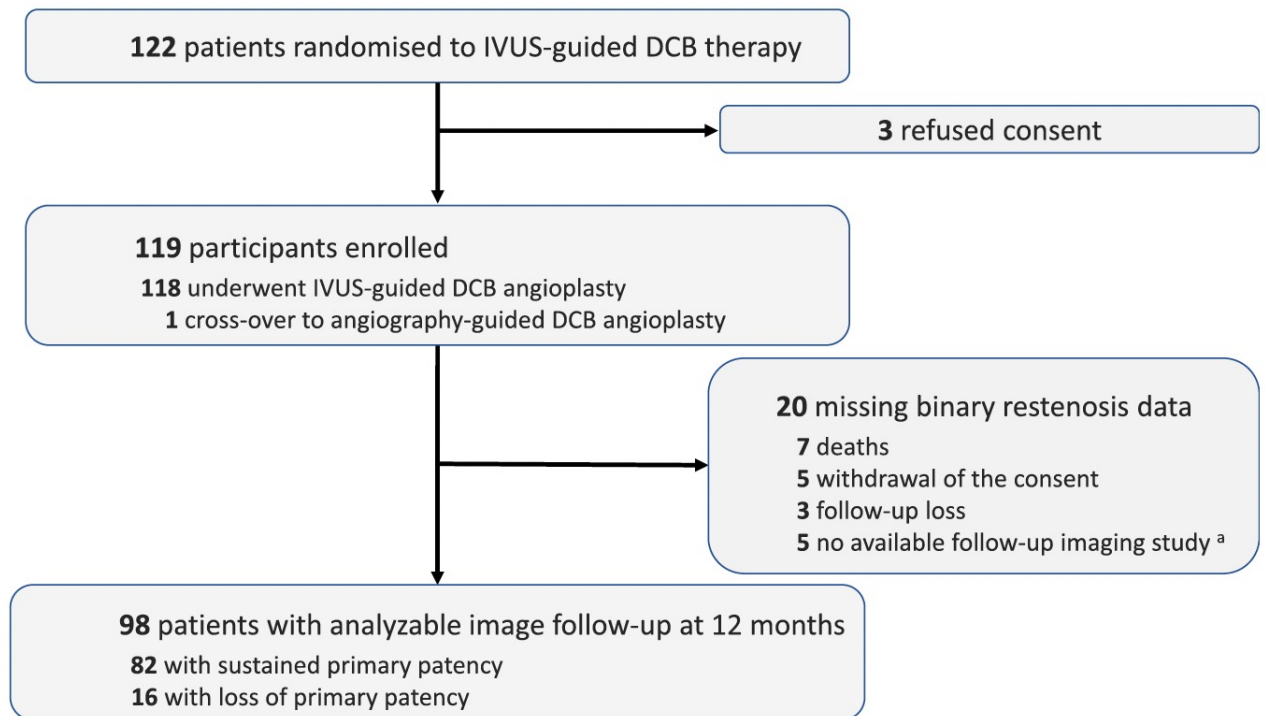 122 patients randomised to IVUS-guided DCB therapy
3 refused consent
119 participants enrolled
118 underwent IVUS-guided DCB angioplasty
1 cross-over to angiography-guided DCB angioplasty
20 missing binary restenosis data
7 deaths
5 withdrawal of the consent
3 follow-up loss
5 no available follow-up imaging study a
98 patients with analyzable image follow-up at 12 months
82 with sustained primary patency
16 with loss of primary patency